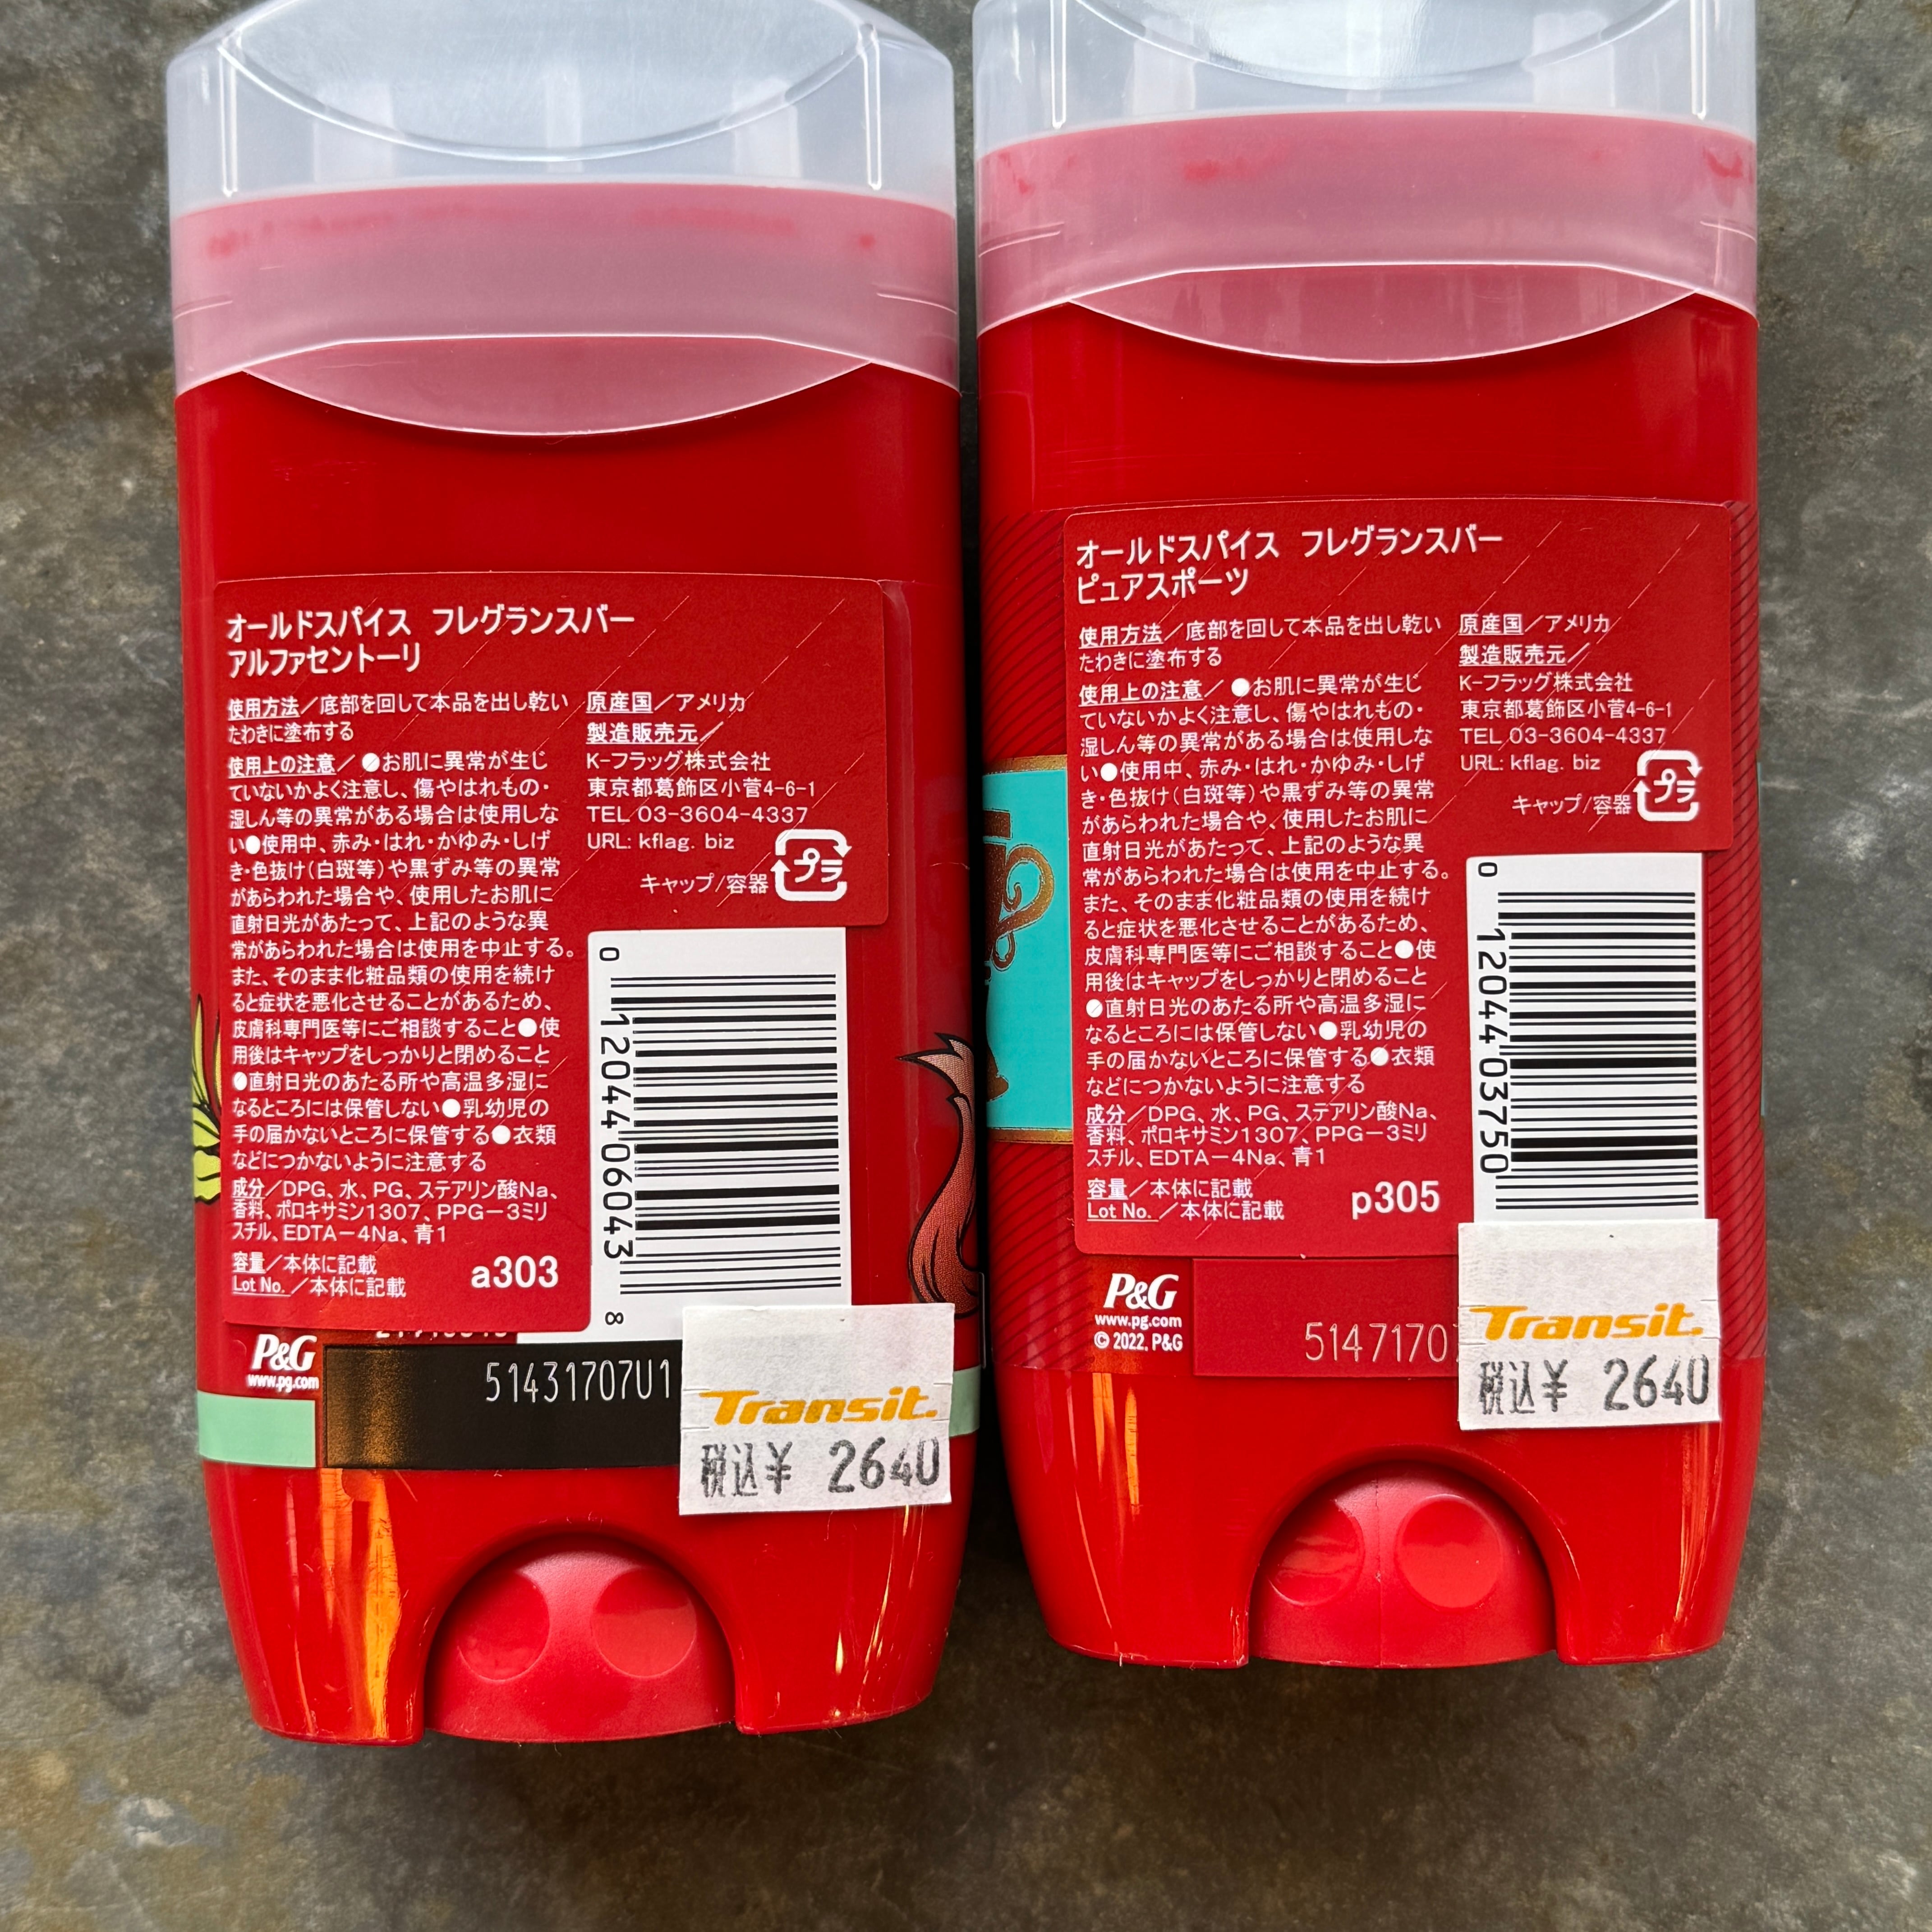 オールドスパイス フレグランスバー
アルファセントーリ
使用方法／底部を回して本品を出し乾い
たわきに塗布する
使用上の注意／●お肌に異常が生じ
ていないかよく注意し、傷やはれもの・
湿しん等の異常がある場合は使用しな
い●使用中、赤み・はれ・かゆみ・しげ
き・色抜け(白斑等)や黒ずみ等の異常
があらわれた場合や、使用したお肌に
直射日光があたって、上記のような異
常があらわれた場合は使用を中止する。
また、そのまま化粧品類の使用を続け
ると症状を悪化させることがあるため、
皮膚科専門医等にご相談すること●使
用後はキャップをしっかりと閉めること
●直射日光のあたる所や高温多湿に
なるところには保管しない●乳幼児の
手の届かないところに保管する●衣類
などにつかないように注意する
成分／DPG、水、PG、ステアリン酸Na、
香料、ポロキサミン1307、PPG－3ミリ
スチル、EDTA－4Na、青1
容量／本体に記載
Lot No.／本体に記載
a303
原産国／アメリカ
製造販売元／
K-フラッグ株式会社
東京都葛飾区小菅4-6-1
TEL 03-3604-4337
URL: kflag. biz
キャップ/容器
プラ
0 12044 06043 8
P&G
www.pg.com
51431707U1
Transit.
税込¥ 2640
オールドスパイス フレグランスバー
ピュアスポーツ
使用方法／底部を回して本品を出し乾い
たわきに塗布する
使用上の注意／●お肌に異常が生じ
ていないかよく注意し、傷やはれもの・
湿しん等の異常がある場合は使用しな
い●使用中、赤み・はれ・かゆみ・しげ
き・色抜け(白斑等)や黒ずみ等の異常
があらわれた場合や、使用したお肌に
直射日光があたって、上記のような異
常があらわれた場合は使用を中止する。
また、そのまま化粧品類の使用を続け
ると症状を悪化させることがあるため、
皮膚科専門医等にご相談すること●使
用後はキャップをしっかりと閉めること
●直射日光のあたる所や高温多湿に
なるところには保管しない●乳幼児の
手の届かないところに保管する●衣類
などにつかないように注意する
成分／DPG、水、PG、ステアリン酸Na、
香料、ポロキサミン1307、PPG－3ミリ
スチル、EDTA－4Na、青1
容量／本体に記載
Lot No.／本体に記載
p305
原産国／アメリカ
製造販売元／
K-フラッグ株式会社
東京都葛飾区小菅4-6-1
TEL 03-3604-4337
URL: kflag. biz
キャップ/容器
プラ
0 12044 03750
P&G
www.pg.com
© 2022, P&G
5147170
Transit.
税込¥ 2640